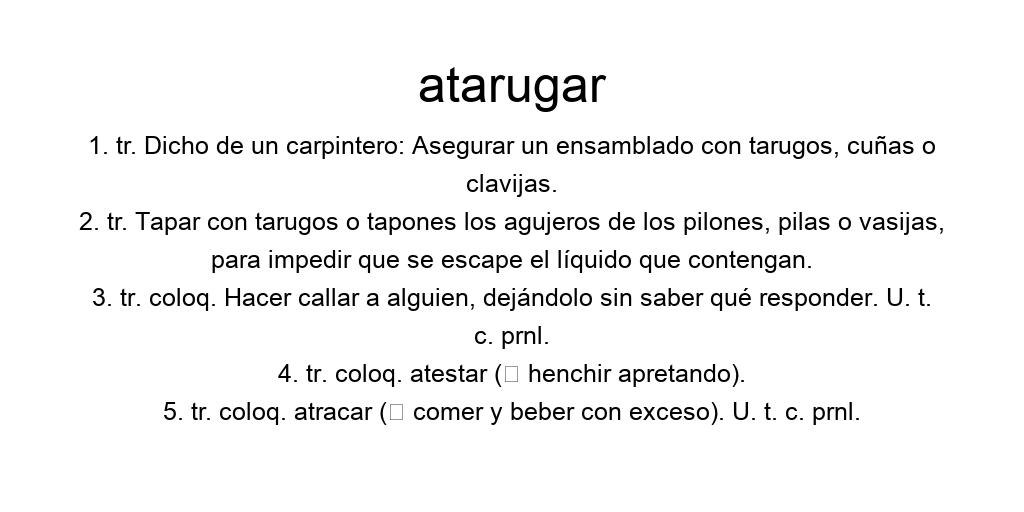 atarugar
1. tr. Dicho de un carpintero: Asegurar un ensamblado con tarugos, cuñas o
clavijas.
2. tr. Tapar con tarugos o tapones los agujeros de los pilones, pilas o vasijas,
para impedir que se escape el líquido que contengan.
3. tr. coloq. Hacer callar a alguien, dejándolo sin saber qué responder. U. t.
c. prnl.
4. tr. coloq. atestar (▯ henchir apretando).
5. tr. coloq. atracar (▯ comer y beber con exceso). U. t. c. prnl.